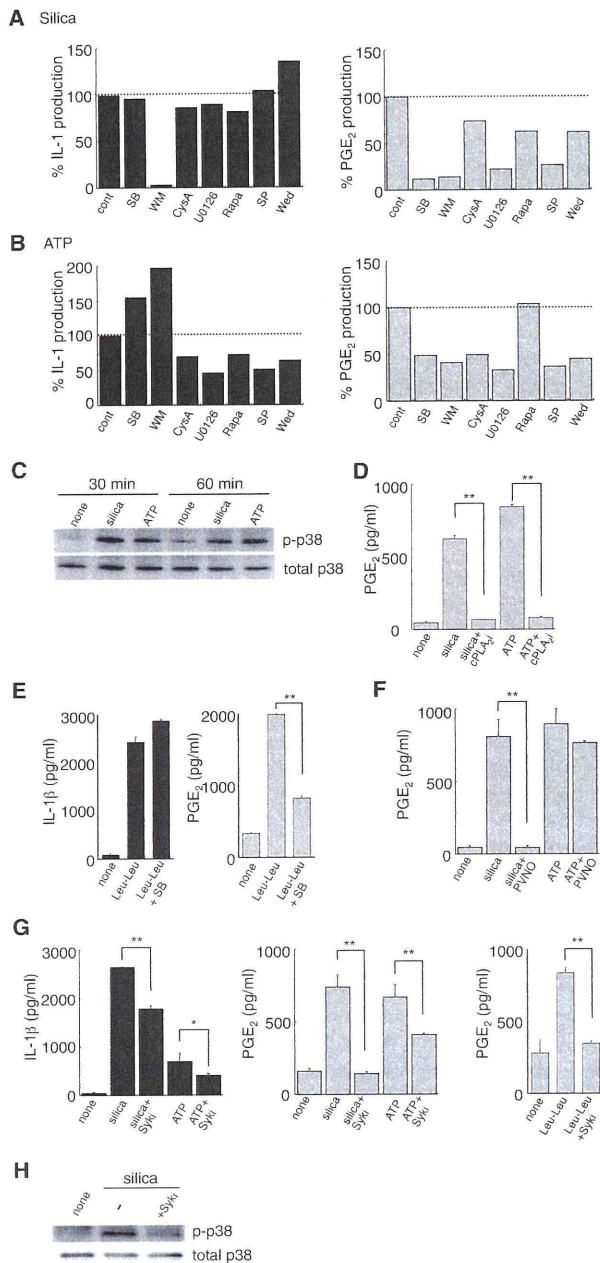 A Silica
% IL-1 production
150
100
50
0
cont SB WM CysA U0126 Rapa SP Wed
% PGE₂ production
150
100
50
0
cont SB WM CysA U0126 Rapa SP Wed
B ATP
% IL-1 production
200
150
100
50
0
cont SB WM CysA U0126 Rapa SP Wed
% PGE₂ production
150
100
50
0
cont SB WM CysA U0126 Rapa SP Wed
C
30 min 60 min
none silica ATP none silica ATP
p-p38
total p38
D
PGE₂ (pg/ml)
1000
500
0
**
**
none silica silica+ cPLA₂i ATP ATP+ cPLA₂i
E
IL-1β (pg/ml)
3000
2000
1000
0
none Leu-Leu Leu-Leu + SB
PGE₂ (pg/ml)
2000
1000
0
**
none Leu-Leu Leu-Leu + SB
F
PGE₂ (pg/ml)
1000
500
0
**
none silica silica+ PVNO ATP ATP+ PVNO
G
IL-1β (pg/ml)
3000
2000
1000
0
**
*
none silica silica+ Syki ATP ATP+ Syki
PGE₂ (pg/ml)
1000
500
0
**
**
none silica silica+ Syki ATP ATP+ Syki
PGE₂ (pg/ml)
1000
500
0
**
none Leu-Leu Leu-Leu +Syki
H
silica
none - +Syki
p-p38
total p38